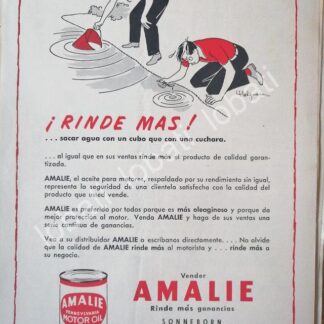 ¡RINDE MAS!
. . . sacar agua con un cubo que con una cuchara.
. . . al igual que en sus ventas rinde más el producto de calidad garan-
tizada.
AMALIE, el aceite para motores, respaldado por su rendimiento sin igual,
representa la seguridad de una clientela satisfecha con la calidad del
producto que usted vende.
AMALIE es preferido por todos porque es más oleaginoso y porque da
mejor protección al motor. Venda AMALIE y haga de sus ventas una
continua de ganancias.
Vea a su distribuidor AMALIE o escríbanos directamente. . . . No olvide
que la calidad de AMALIE rinde más al motorista y . . . rinde más a
su negocio.
AMALIE
PENNSYLVANIA
MOTOR OIL
Vender
AMALIE
Rinde más ganancias
SONNEBORN